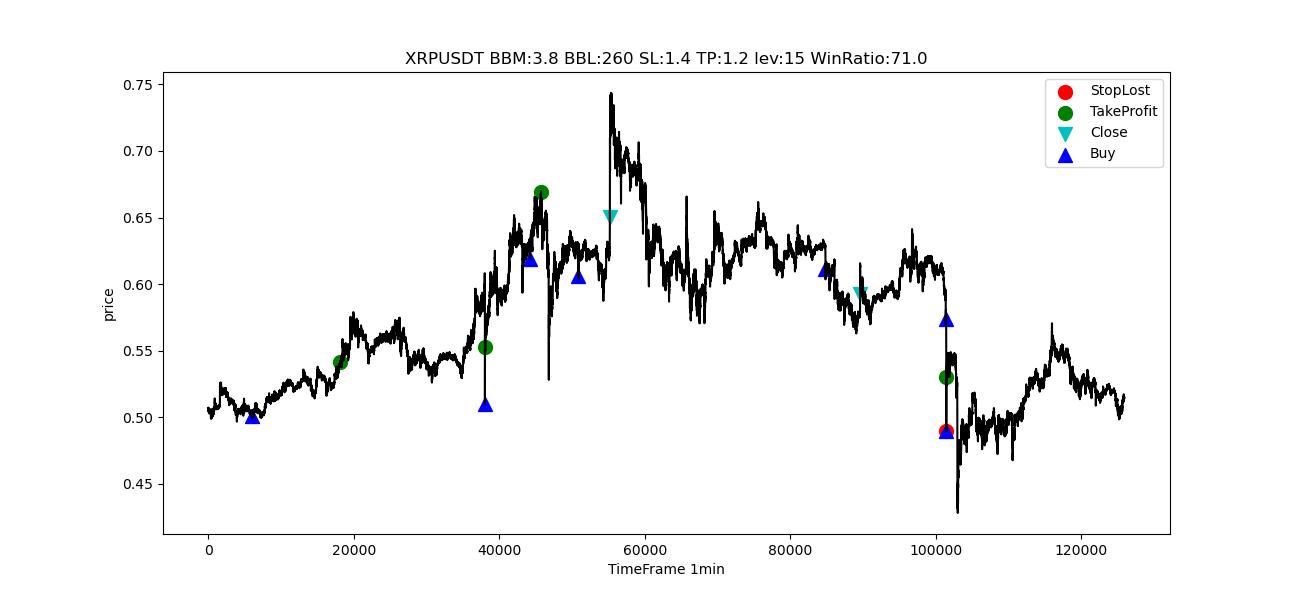 XRPUSDT BBM:3.8 BBL:260 SL:1.4 TP:1.2 lev:15 WinRatio:71.0
StopLost
TakeProfit
Close
Buy
price
0.75
0.70
0.65
0.60
0.55
0.50
0.45
0
20000
40000
60000
80000
100000
120000
TimeFrame 1min